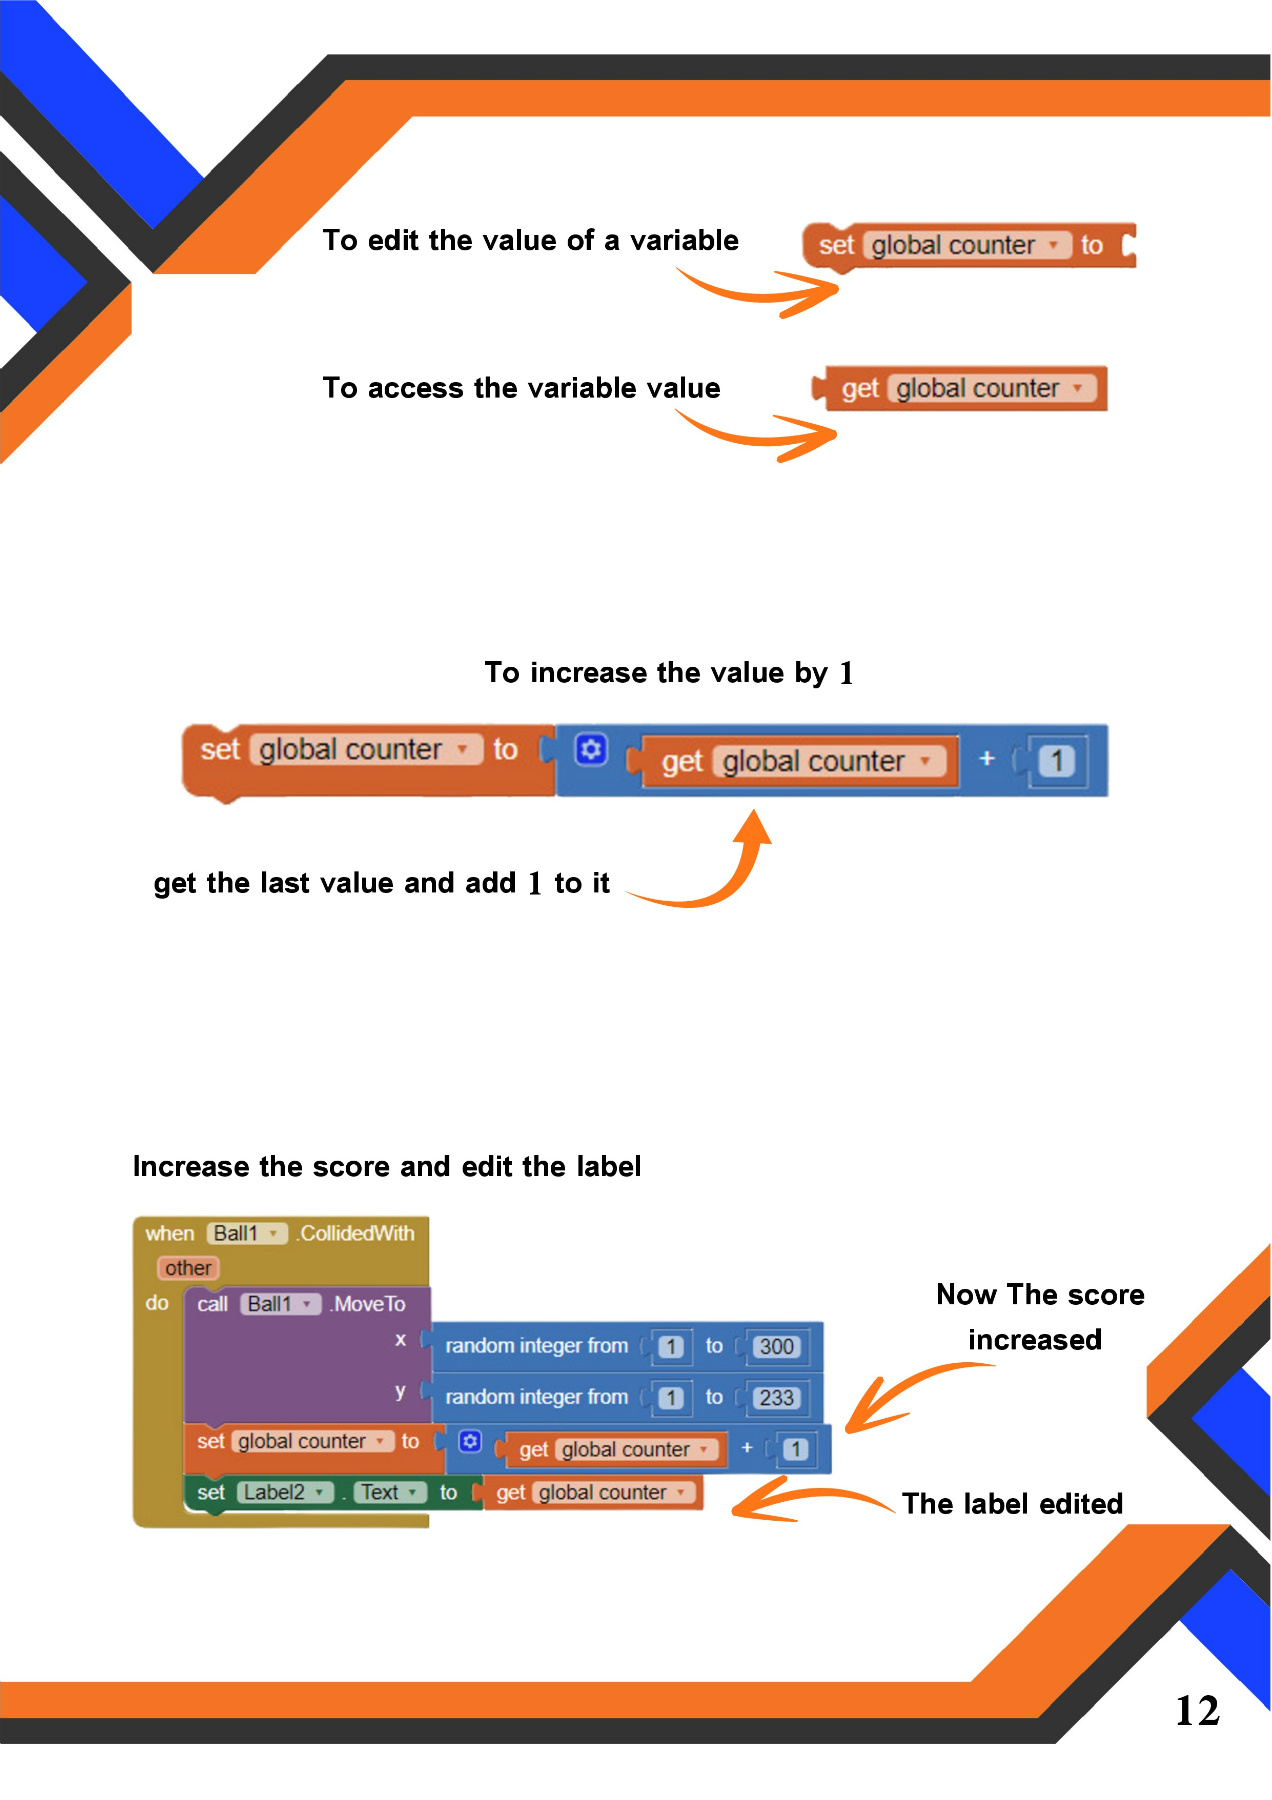 To edit the value of a variable
set global counter to
To access the variable value
get global counter
To increase the value by 1
set global counter to get global counter + 1
get the last value and add 1 to it
Increase the score and edit the label
when Ball1 .CollidedWith
other
do call Ball1 .MoveTo
x random integer from 1 to 300
y random integer from 1 to 233
set global counter to get global counter + 1
set Label2 . Text to get global counter
Now The score
increased
The label edited
12